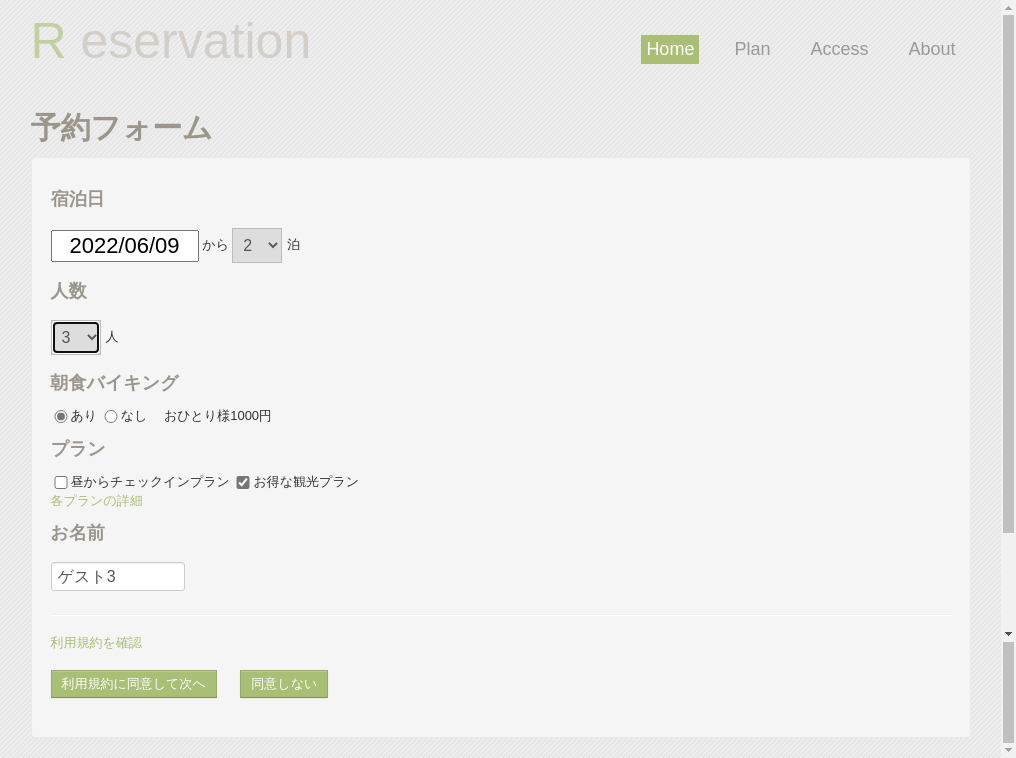 R eservation
Home Plan Access About
予約フォーム
宿泊日
2022/06/09 から 2 泊
人数
3 人
朝食バイキング
あり なし おひとり様1000円
プラン
昼からチェックインプラン お得な観光プラン
各プランの詳細
お名前
ゲスト3
利用規約を確認
利用規約に同意して次へ 同意しない